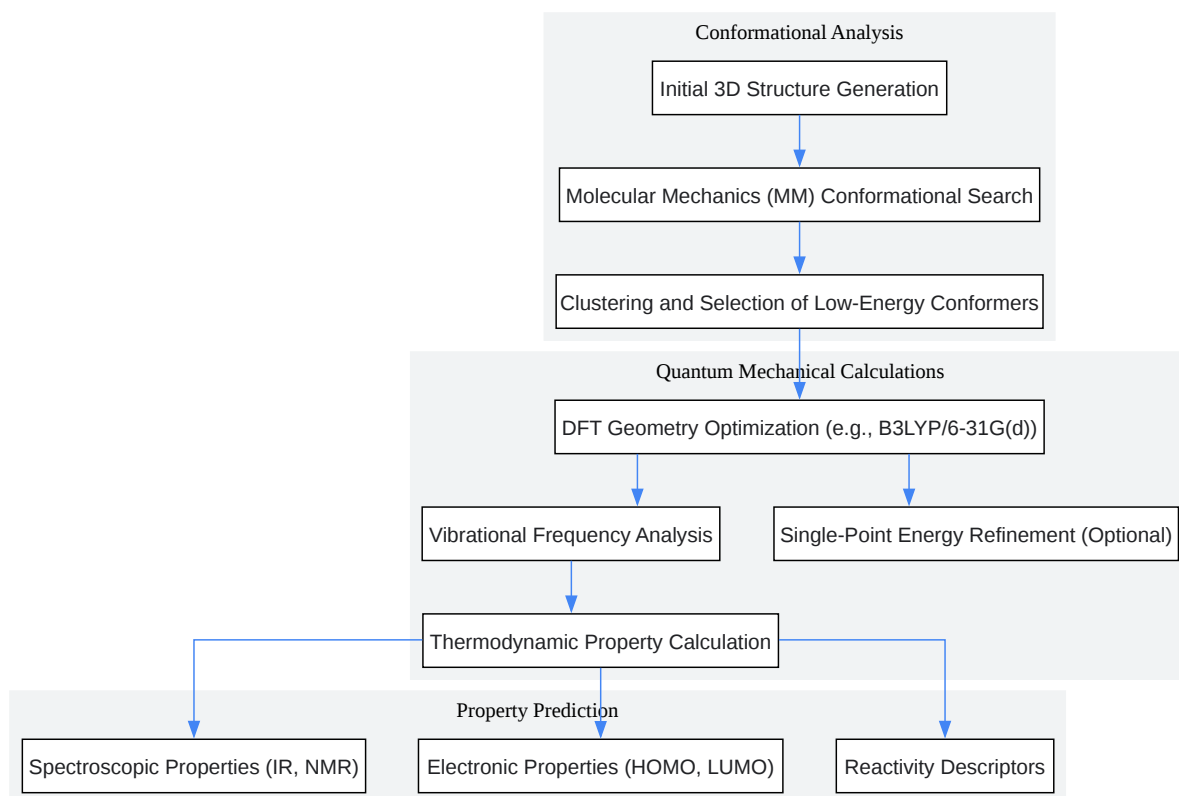 Conformational Analysis
Initial 3D Structure Generation
Molecular Mechanics (MM) Conformational Search
Clustering and Selection of Low-Energy Conformers
Quantum Mechanical Calculations
DFT Geometry Optimization (e.g., B3LYP/6-31G(d))
Vibrational Frequency Analysis
Single-Point Energy Refinement (Optional)
Thermodynamic Property Calculation
Property Prediction
Spectroscopic Properties (IR, NMR)
Electronic Properties (HOMO, LUMO)
Reactivity Descriptors